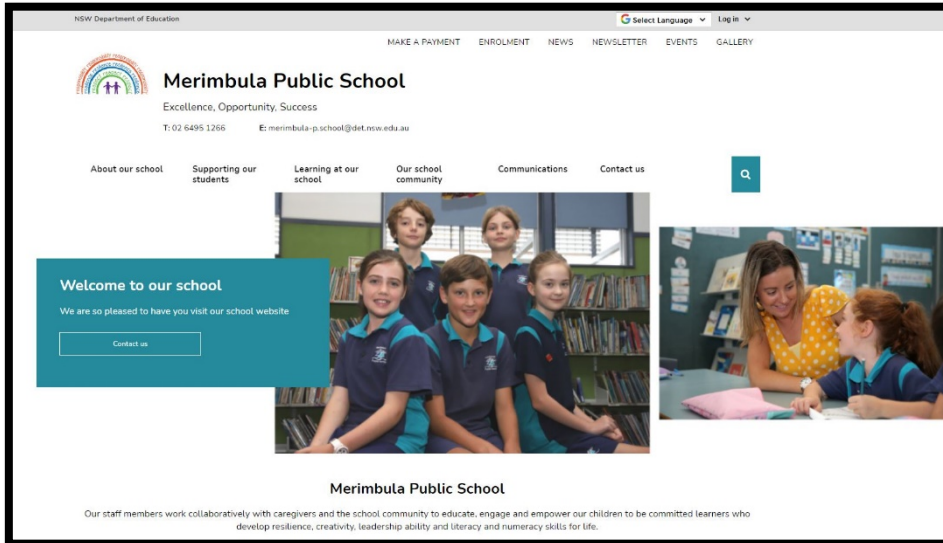 NSW Department of Education
Select Language
Log in
MAKE A PAYMENT ENROLMENT NEWS NEWSLETTER EVENTS GALLERY
Merimbula Public School
Excellence, Opportunity, Success
T: 02 6495 1266 E: merimbula-p.school@det.nsw.edu.au
About our school
Supporting our
students
Learning at our
school
Our school
community
Communications
Contact us
Welcome to our school
We are so pleased to have you visit our school website
Contact us
Merimbula Public School
Our staff members work collaboratively with caregivers and the school community to educate, engage and empower our children to be committed learners who
develop resilience, creativity, leadership ability and literacy and numeracy skills for life.